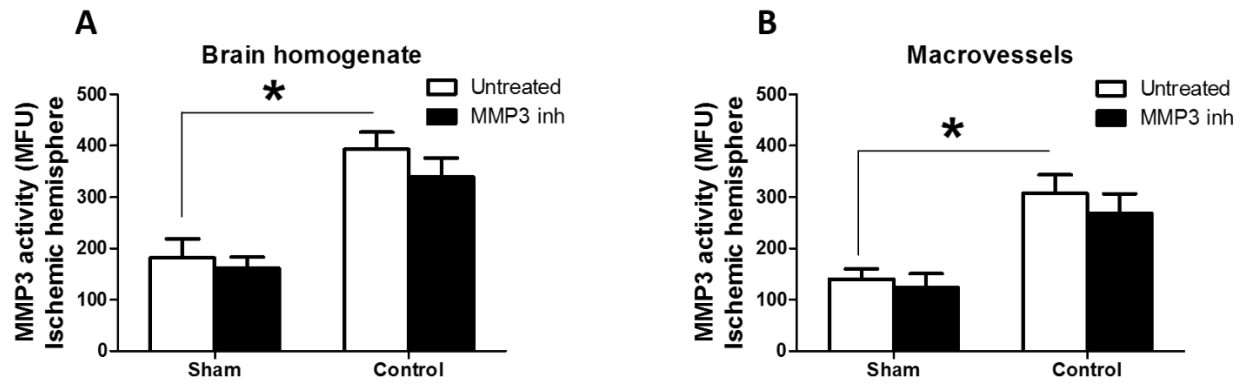 A
Brain homogenate
*
Untreated
MMP3 inh
MMP3 activity (MFU)
Ischemic hemisphere
500
400
300
200
100
0
Sham
Control
B
Macrovessels
*
Untreated
MMP3 inh
MMP3 activity (MFU)
Ischemic hemisphere
500
400
300
200
100
0
Sham
Control